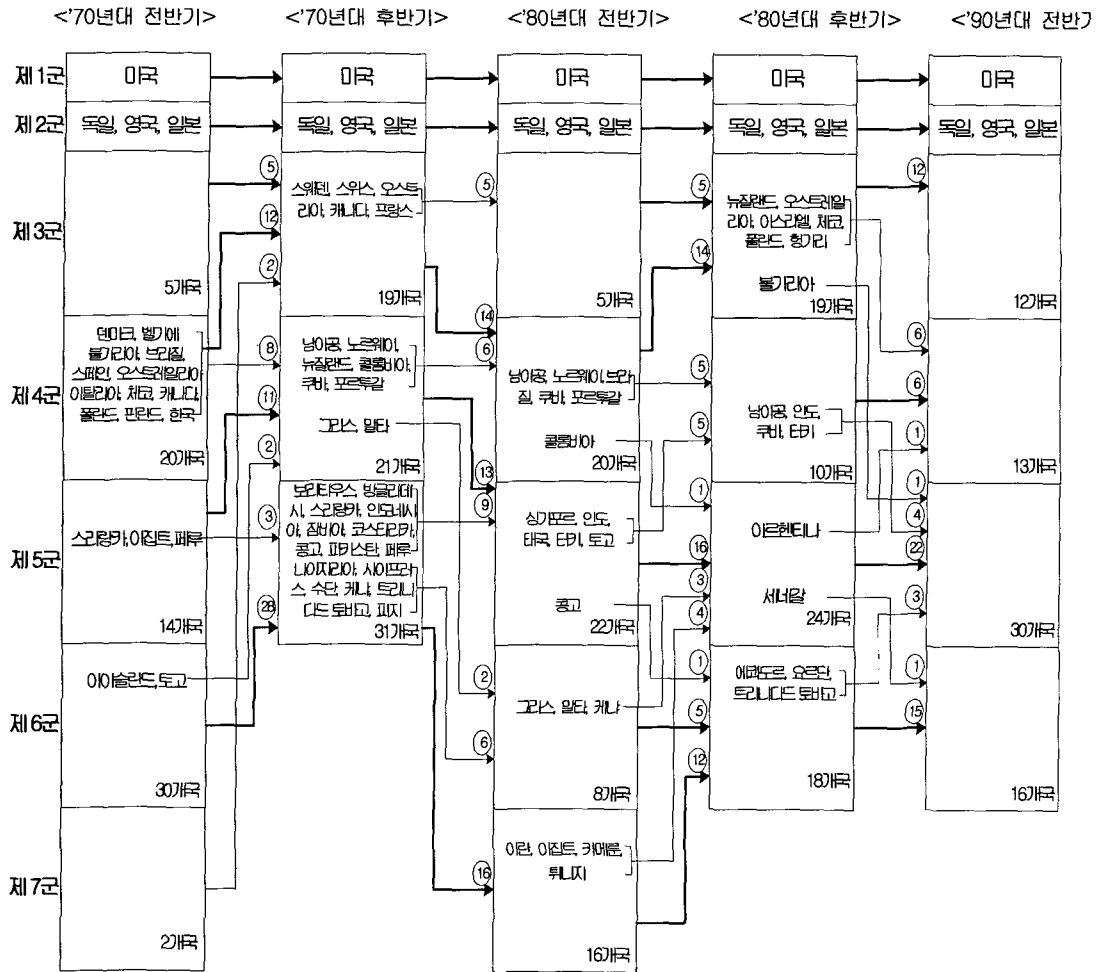 <'70년대 전반기> <'70년대 후반기> <'80년대 전반기> <'80년대 후반기> <'90년대 전반기
제1군 미국 미국 미국 미국 미국
제2군 독일, 영국, 일본 독일, 영국, 일본 독일, 영국, 일본 독일, 영국, 일본 독일, 영국, 일본
제3군
5개국
⑤
⑫
②
스웨덴, 스위스, 오스트
리아, 캐나다, 프랑스
19개국
⑤
5개국
⑤
⑭
뉴질랜드, 오스트레일
리아, 이스라엘, 체코,
폴란드, 헝가리
불가리아
19개국
⑫
12개국
제4군
덴마크, 벨기에
불가리아, 브라질,
스페인, 오스트레일리아
이탈리아, 체코, 캐나다,
폴란드, 핀란드, 한국
20개국
⑧
⑪
②
남아공, 노르웨이,
뉴질랜드, 콜롬비아,
쿠바, 포르투갈
그리스, 말타
21개국
⑭
⑥
남아공, 노르웨이, 브라
질, 쿠바, 포르투갈
콜롬비아
20개국
⑤
⑤
남아공, 인도,
쿠바, 터키
10개국
⑥
⑥
①
13개국
제5군
스리랑카, 이집트, 페루
14개국
③
㉘
모리타우스, 방글라데
시, 스리랑카, 인도네시
아, 잠비아, 코스타리카,
콩고, 파키스탄, 페루
나이지리아, 사이프러
스, 수단, 케냐, 트리니
다드 토바고, 피지
31개국
⑬
⑨
싱가포르, 인도,
태국, 터키, 토고
콩고
22개국
①
⑯
③
④
아르헨티나
세네갈
24개국
①
④
㉒
③
30개국
제6군
아이슬란드, 토고
30개국
②
⑥
그리스, 말타, 케냐
8개국
①
⑤
⑫
에콰도르, 요르단,
트리니다드 토바고
18개국
①
⑮
16개국
제7군
2개국
⑯
이란, 이집트, 카메룬,
튀니지
16개국